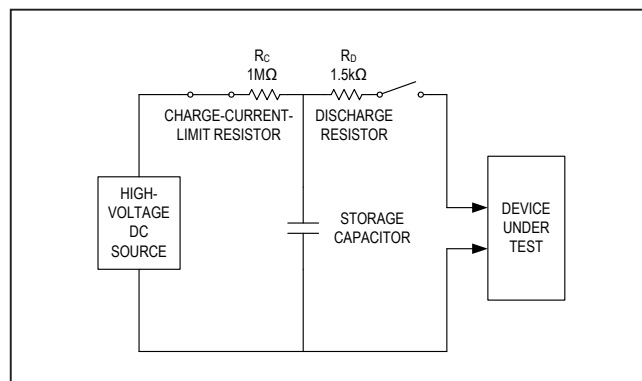 RC
1MΩ
RD
1.5kΩ
CHARGE-CURRENT-
LIMIT RESISTOR
DISCHARGE
RESISTOR
HIGH-
VOLTAGE
DC
SOURCE
STORAGE
CAPACITOR
DEVICE
UNDER
TEST